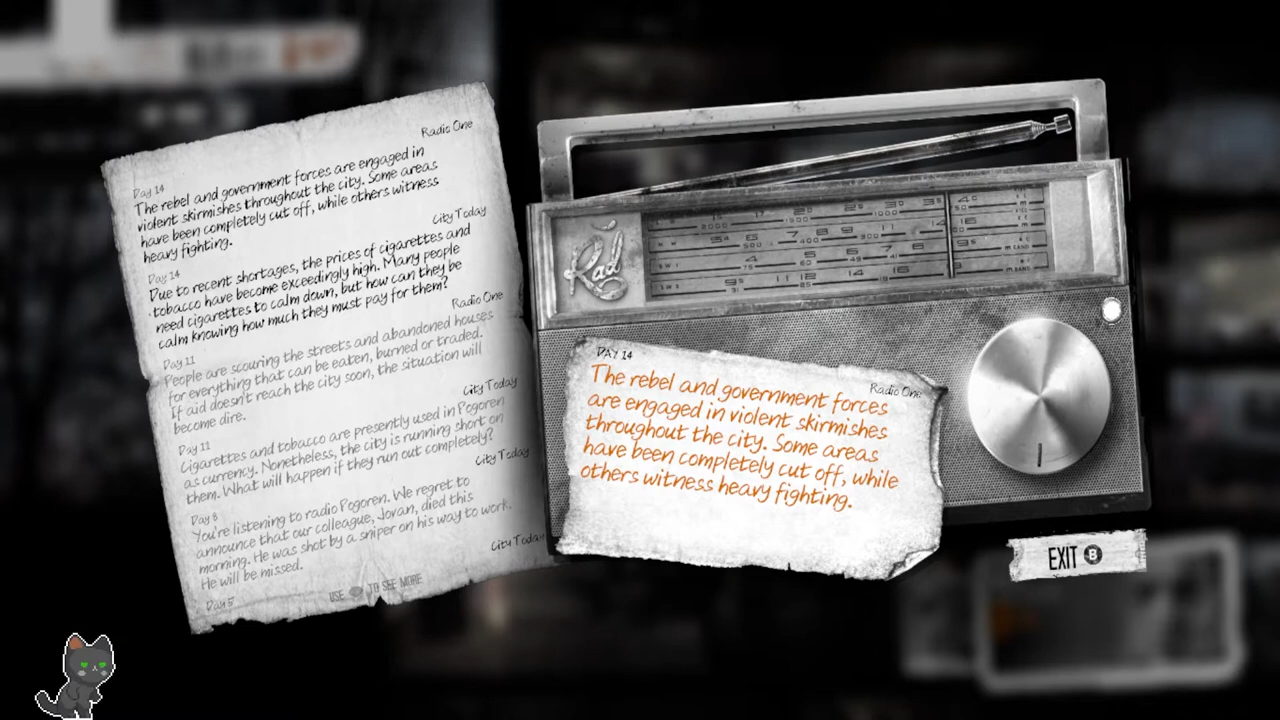 Radio One
Day 14
The rebel and government forces are engaged in
violent skirmishes throughout the city. Some areas
have been completely cut off, while others witness
heavy fighting.
City Today
Day 14
Due to recent shortages, the prices of cigarettes and
tobacco have become exceedingly high. Many people
need cigarettes to calm down, but how can they be
calm knowing how much they must pay for them?
Radio One
Day 11
People are scouring the streets and abandoned houses
for everything that can be eaten, burned or traded.
If aid doesn't reach the city soon, the situation will
become dire.
City Today
Day 11
Cigarettes and tobacco are presently used in Pogoren
as currency. Nonetheless, the city is running short on
them. What will happen if they run out completely?
City Today
Day 8
You're listening to radio Pogoren. We regret to
announce that our colleague, Jovan, died this
morning. He was shot by a sniper on his way to work.
He will be missed.
City Today
Day 5
USE TO SEE MORE
Rad
DAY 14
Radio One
The rebel and government forces
are engaged in violent skirmishes
throughout the city. Some areas
have been completely cut off, while
others witness heavy fighting.
EXIT B